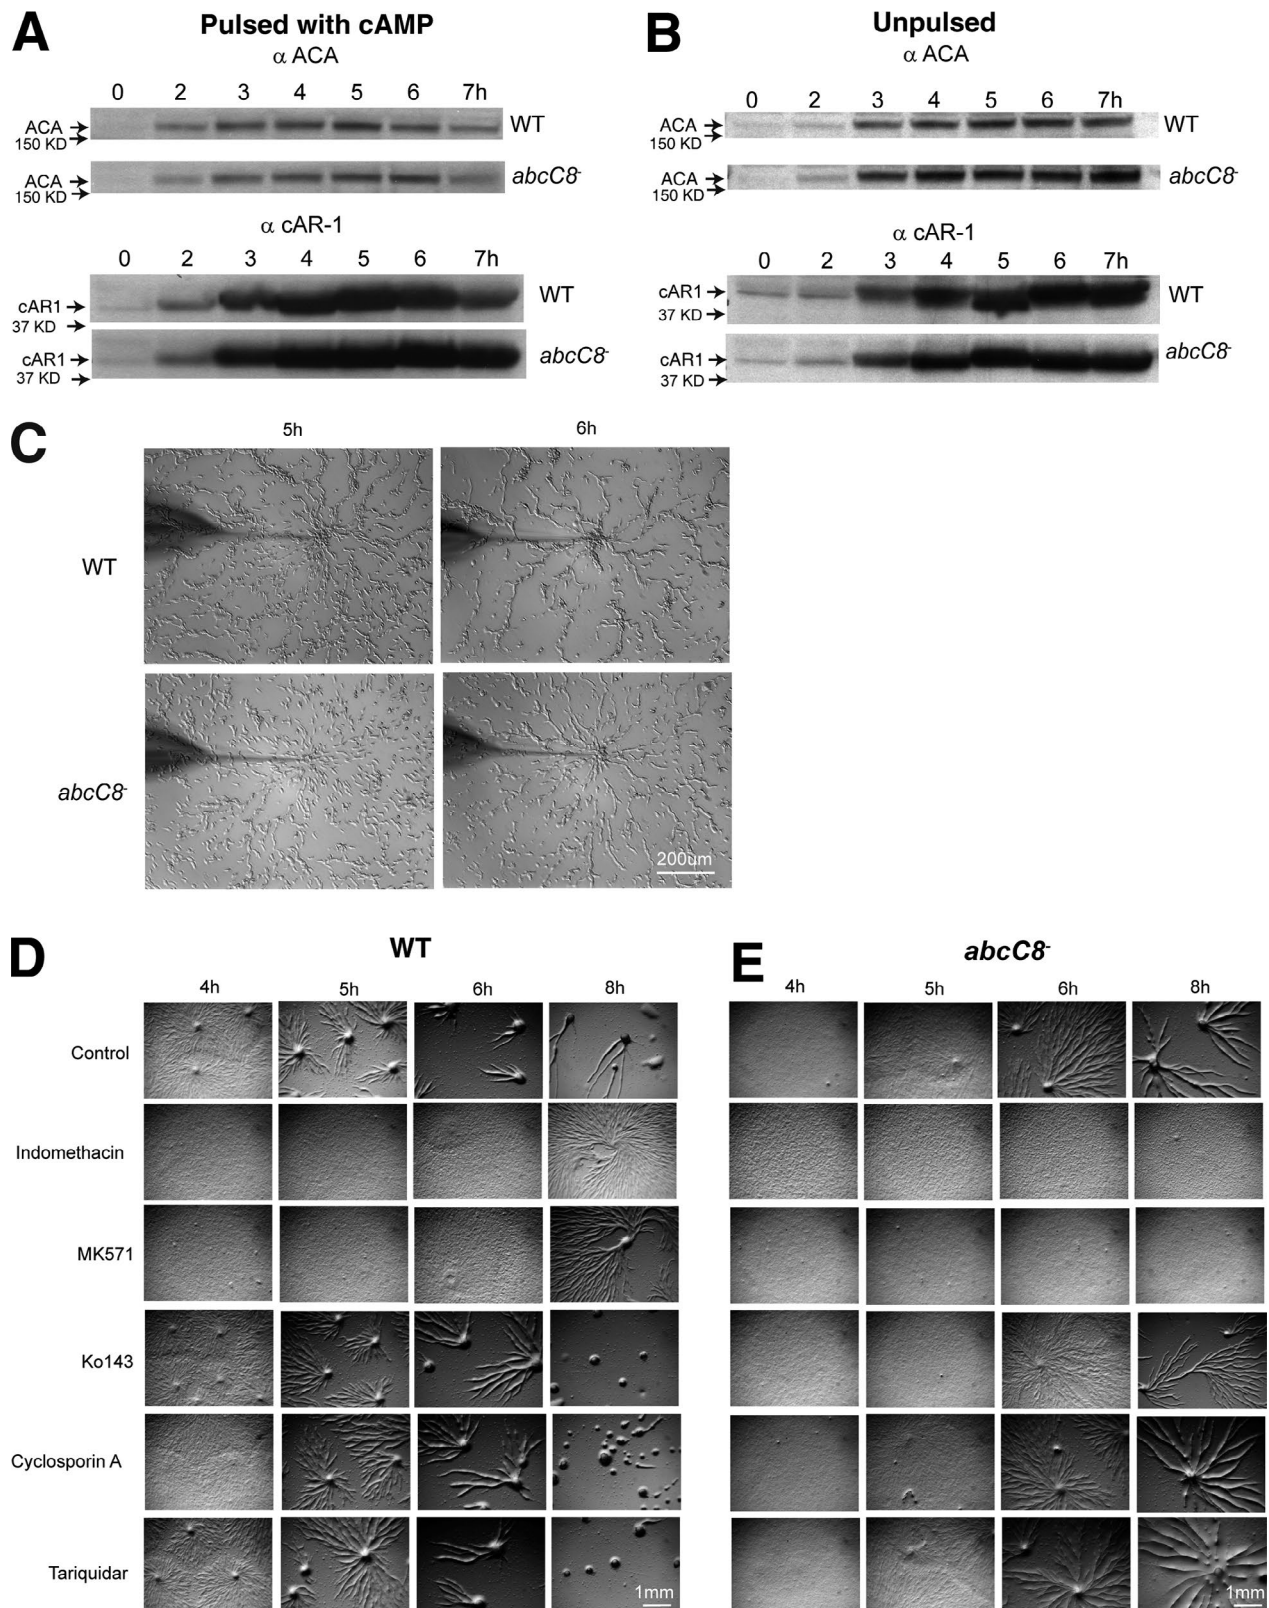 A
Pulsed with cAMP
α ACA
0 2 3 4 5 6 7h
ACA
150 KD
WT
ACA
150 KD
abcC8-
α cAR-1
0 2 3 4 5 6 7h
cAR1
37 KD
WT
cAR1
37 KD
abcC8-
B
Unpulsed
α ACA
0 2 3 4 5 6 7h
ACA
150 KD
WT
ACA
150 KD
abcC8-
α cAR-1
0 2 3 4 5 6 7h
cAR1
37 KD
WT
cAR1
37 KD
abcC8-
C
5h 6h
WT
abcC8-
200um
D
WT
4h 5h 6h 8h
Control
Indomethacin
MK571
Ko143
Cyclosporin A
Tariquidar
1mm
E
abcC8-
4h 5h 6h 8h
1mm